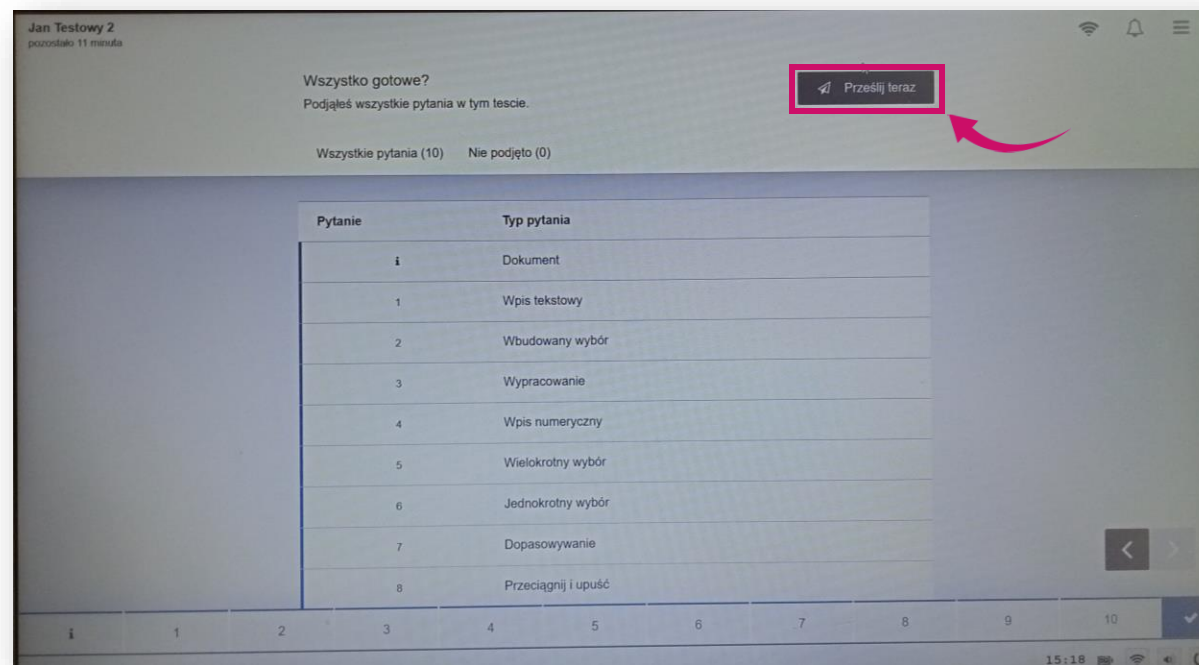 Jan Testowy 2
pozostało 11 minuta
Wszystko gotowe?
Podjąłeś wszystkie pytania w tym teście.
Prześlij teraz
Wszystkie pytania (10) Nie podjęto (0)
Pytanie Typ pytania
i Dokument
1 Wpis tekstowy
2 Wbudowany wybór
3 Wypracowanie
4 Wpis numeryczny
5 Wielokrotny wybór
6 Jednokrotny wybór
7 Dopasowywanie
8 Przeciągnij i upuść
i 1 2 3 4 5 6 7 8 9 10
15:18